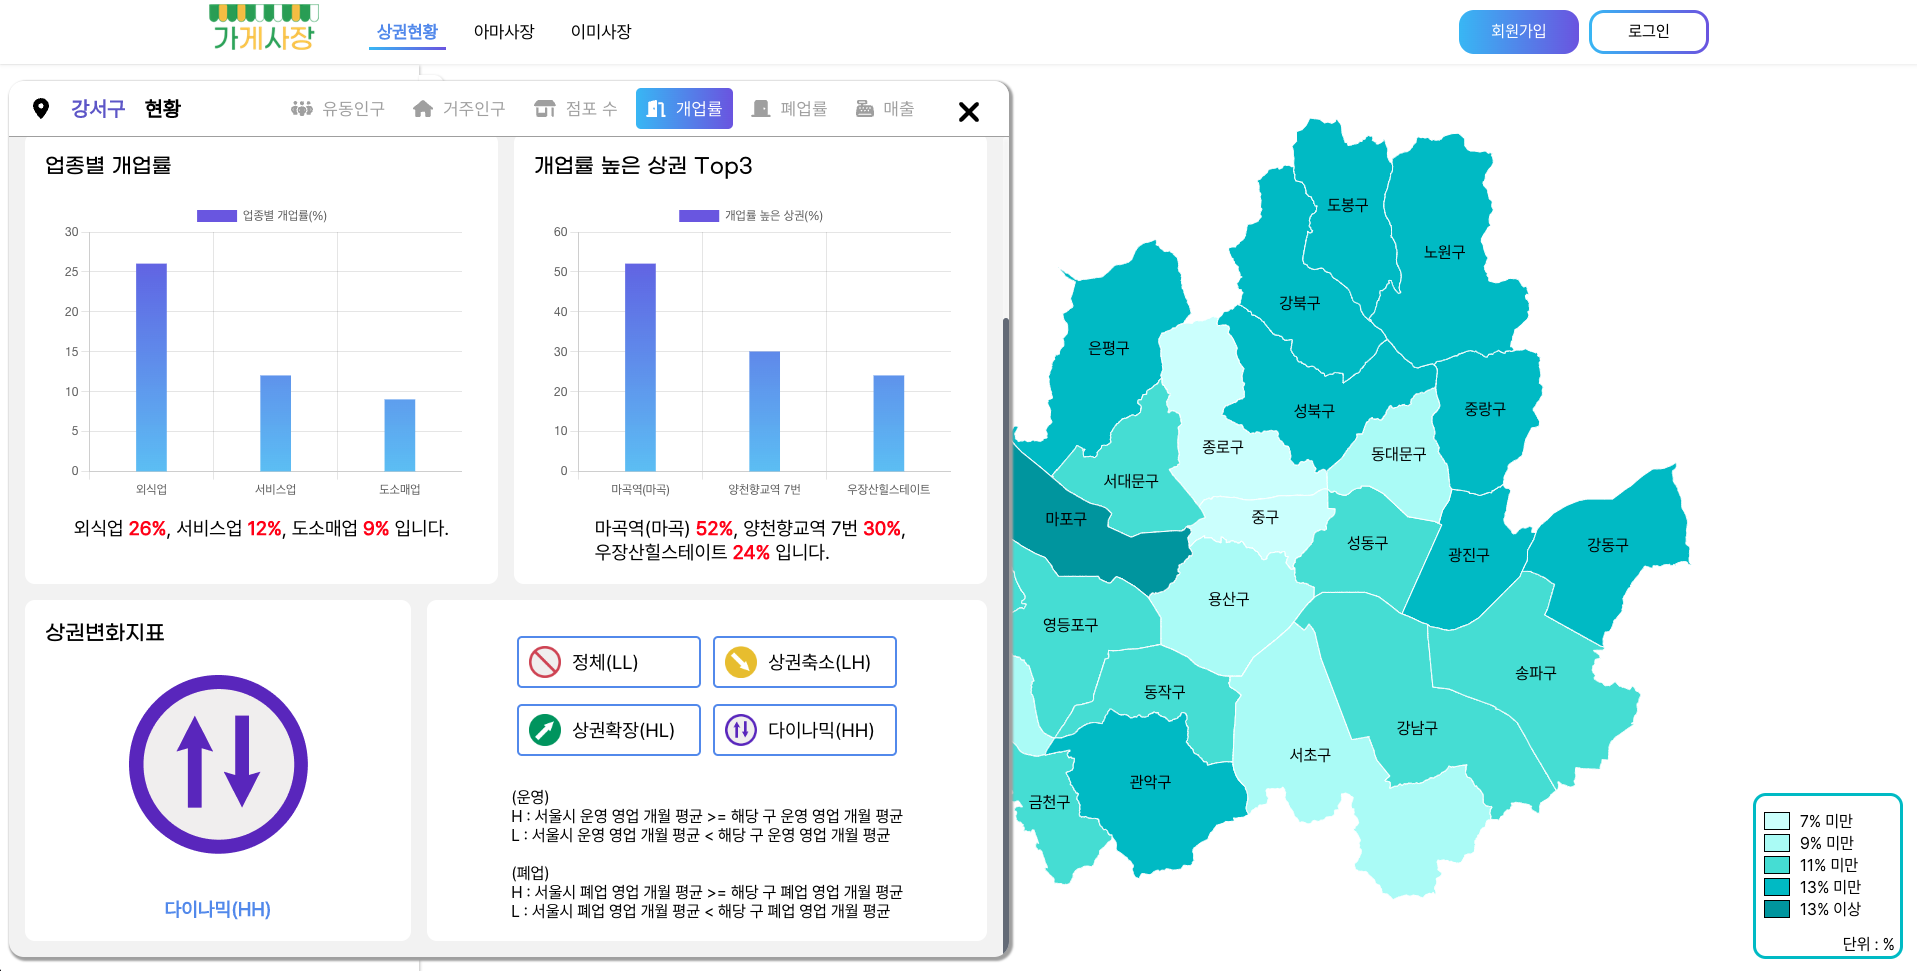 가게사장
상권현황
아마사장
이미사장
회원가입
로그인
강서구 현황
유동인구
거주인구
점포 수
개업률
폐업률
매출
업종별 개업률
업종별 개업률(%)
30
25
20
15
10
5
0
외식업
서비스업
도소매업
외식업 26%, 서비스업 12%, 도소매업 9% 입니다.
개업률 높은 상권 Top3
개업률 높은 상권(%)
60
50
40
30
20
10
0
마곡역(마곡)
양천향교역 7번
우장산힐스테이트
마곡역(마곡) 52%, 양천향교역 7번 30%,
우장산힐스테이트 24% 입니다.
상권변화지표
다이나믹(HH)
정체(LL)
상권축소(LH)
상권확장(HL)
다이나믹(HH)
(운영)
H : 서울시 운영 영업 개월 평균 >= 해당 구 운영 영업 개월 평균
L : 서울시 운영 영업 개월 평균 < 해당 구 운영 영업 개월 평균
(폐업)
H : 서울시 폐업 영업 개월 평균 >= 해당 구 폐업 영업 개월 평균
L : 서울시 폐업 영업 개월 평균 < 해당 구 폐업 영업 개월 평균
도봉구
노원구
강북구
은평구
성북구
중랑구
종로구
동대문구
서대문구
마포구
중구
성동구
광진구
강동구
용산구
영등포구
송파구
동작구
강남구
서초구
관악구
금천구
7% 미만
9% 미만
11% 미만
13% 미만
13% 이상
단위 : %